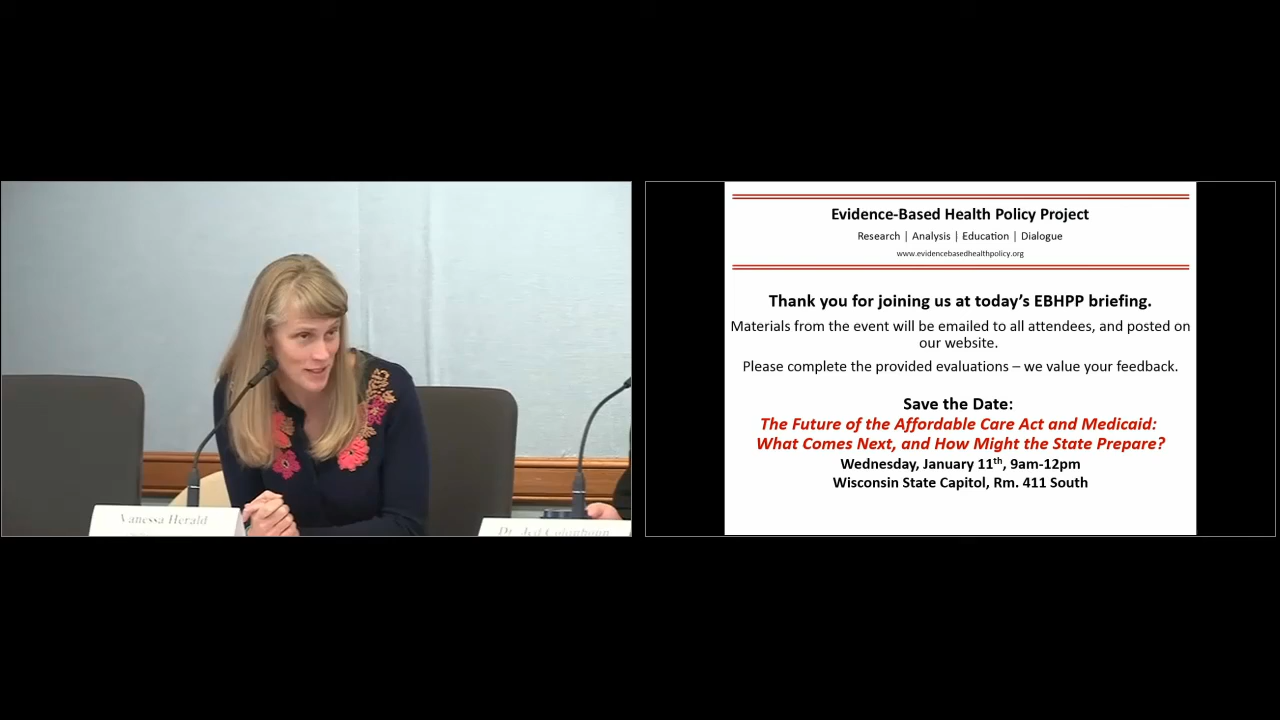 Vanessa Herald
Dr. Jed Colquhoun
Evidence-Based Health Policy Project
Research | Analysis | Education | Dialogue
www.evidencebasedhealthpolicy.org
Thank you for joining us at today's EBHPP briefing.
Materials from the event will be emailed to all attendees, and posted on
our website.
Please complete the provided evaluations – we value your feedback.
Save the Date:
The Future of the Affordable Care Act and Medicaid:
What Comes Next, and How Might the State Prepare?
Wednesday, January 11th, 9am-12pm
Wisconsin State Capitol, Rm. 411 South